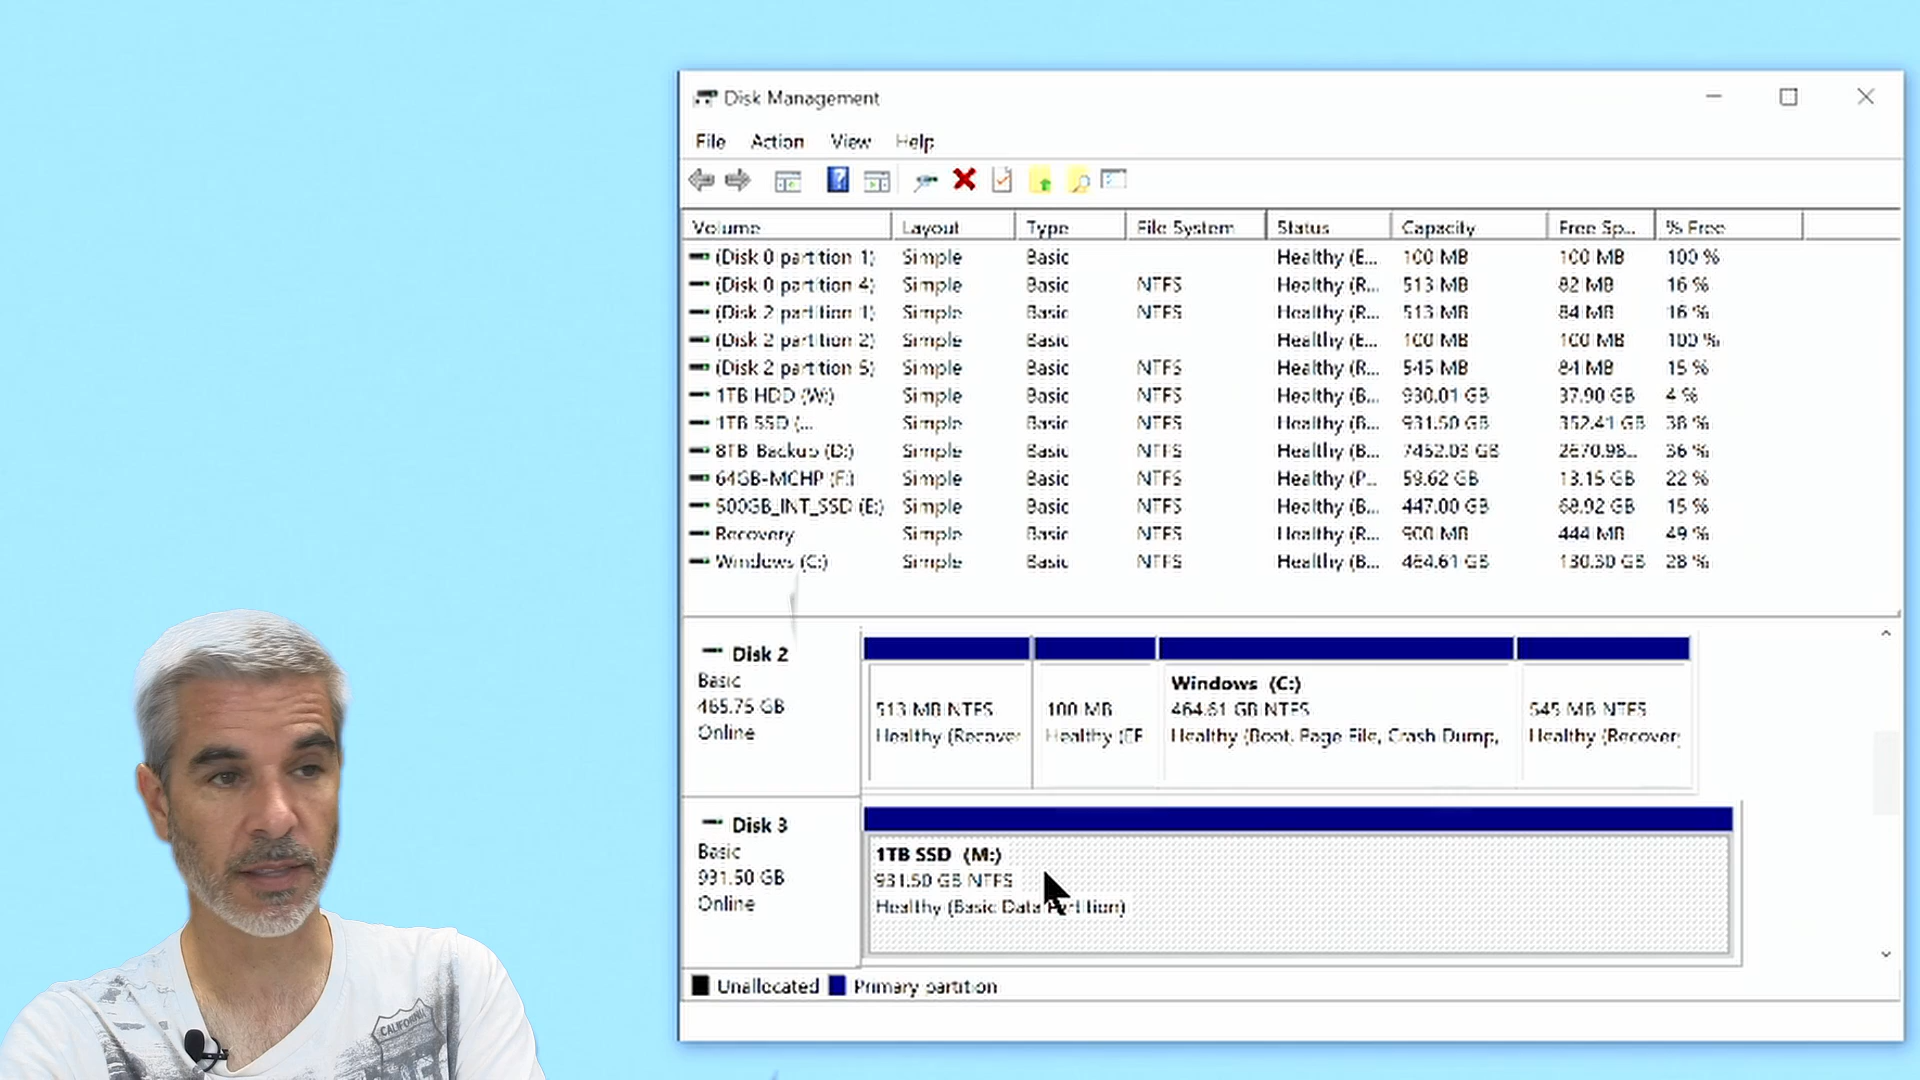 Disk Management
File Action View Help
Volume Layout Type File System Status Capacity Free Sp... % Free
(Disk 0 partition 1) Simple Basic Healthy (E... 100 MB 100 MB 100 %
(Disk 0 partition 4) Simple Basic NTFS Healthy (R... 513 MB 82 MB 16 %
(Disk 2 partition 1) Simple Basic NTFS Healthy (R... 513 MB 84 MB 16 %
(Disk 2 partition 2) Simple Basic Healthy (E... 100 MB 100 MB 100 %
(Disk 2 partition 5) Simple Basic NTFS Healthy (R... 545 MB 84 MB 15 %
1TB HDD (W:) Simple Basic NTFS Healthy (B... 930.01 GB 37.90 GB 4 %
1TB SSD (... Simple Basic NTFS Healthy (B... 931.50 GB 352.41 GB 38 %
8TB Backup (D:) Simple Basic NTFS Healthy (B... 7452.03 GB 2670.98... 36 %
64GB-MCHP (F:) Simple Basic NTFS Healthy (P... 59.62 GB 13.15 GB 22 %
500GB_INT_SSD (E:) Simple Basic NTFS Healthy (B... 447.00 GB 68.92 GB 15 %
Recovery Simple Basic NTFS Healthy (R... 900 MB 444 MB 49 %
Windows (C:) Simple Basic NTFS Healthy (B... 464.61 GB 130.30 GB 28 %
Disk 2
Basic
465.75 GB
Online
513 MB NTFS
Healthy (Recover
100 MB
Healthy (EF
Windows (C:)
464.61 GB NTFS
Healthy (Boot, Page File, Crash Dump,
545 MB NTFS
Healthy (Recover
Disk 3
Basic
931.50 GB
Online
1TB SSD (M:)
931.50 GB NTFS
Healthy (Basic Data Partition)
Unallocated Primary partition
CALIFORNIA